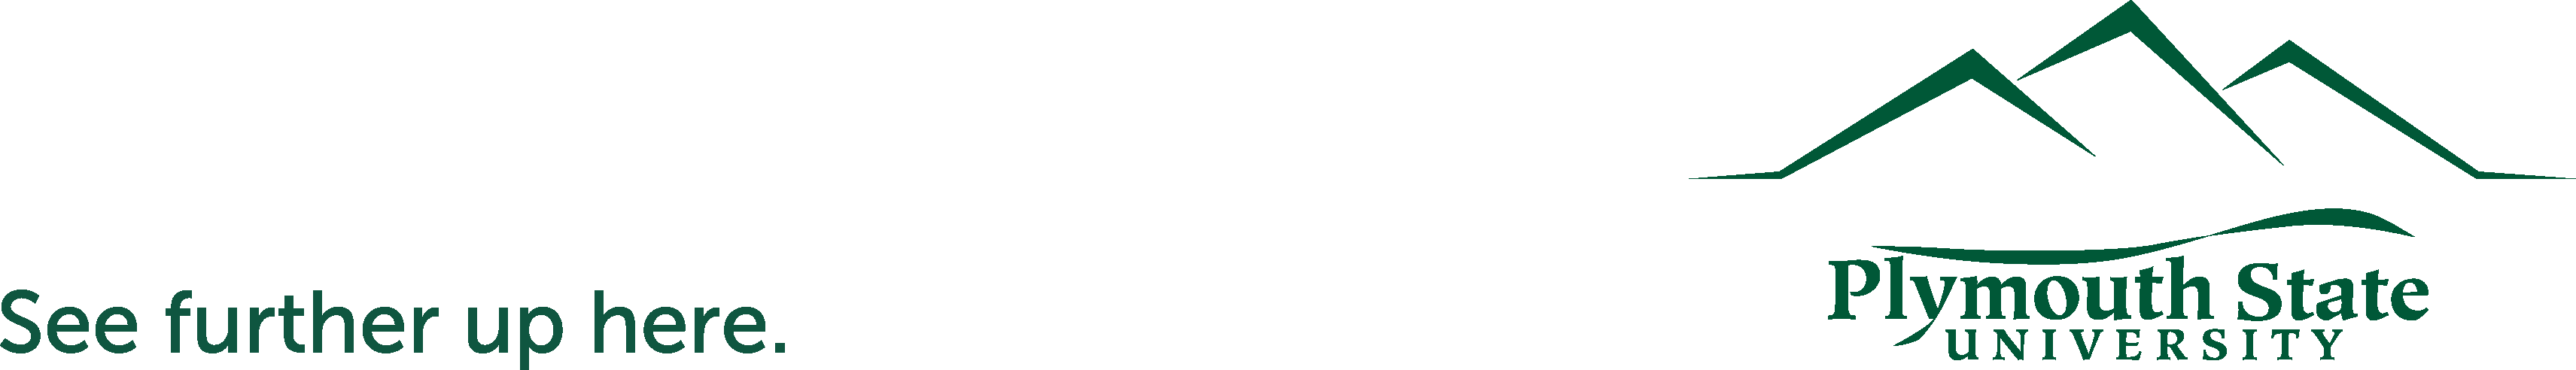 See further up here.
Plymouth State
UNIVERSITY